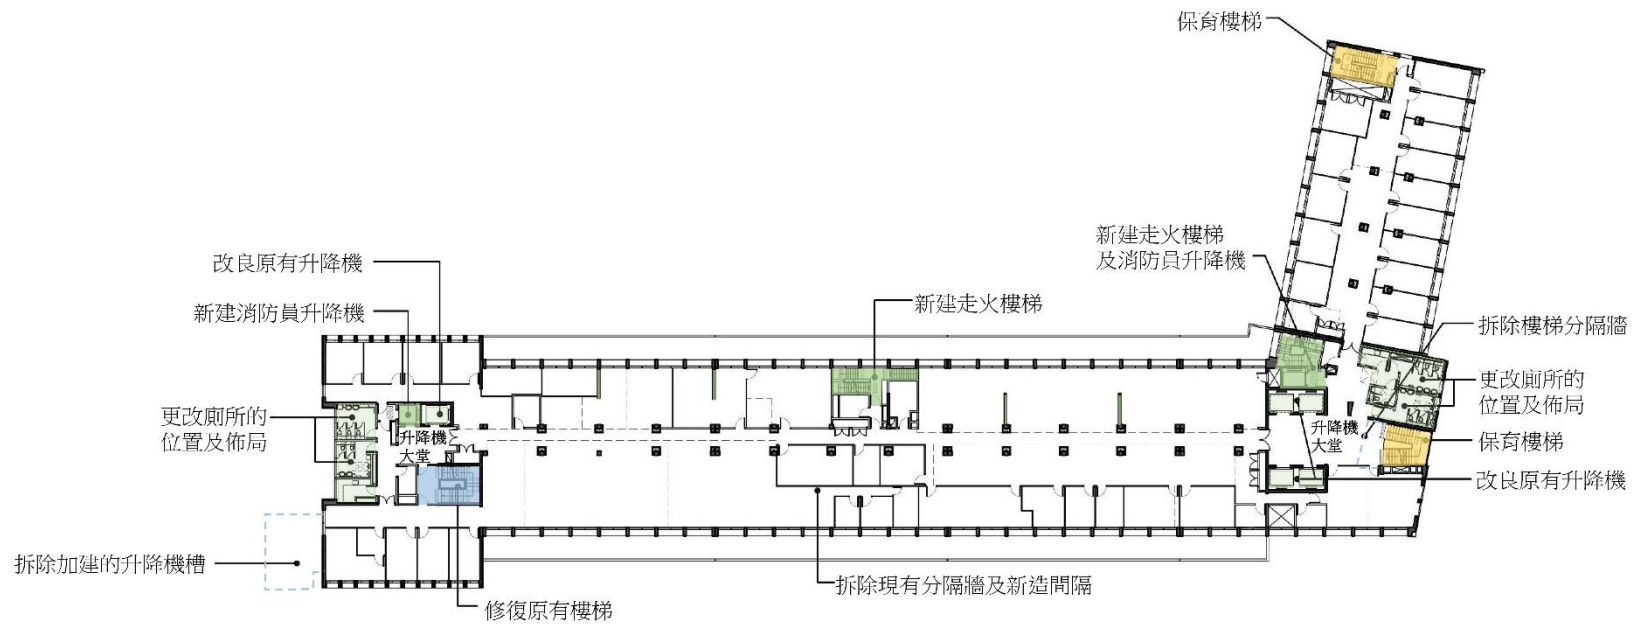 保育樓梯
新建走火樓梯
及消防員升降機
改良原有升降機
新建消防員升降機
新建走火樓梯
拆除樓梯分隔牆
更改廁所的
位置及佈局
更改廁所的
位置及佈局
升降機
大堂
升降機
大堂
保育樓梯
改良原有升降機
拆除加建的升降機槽
拆除現有分隔牆及新造間隔
修復原有樓梯